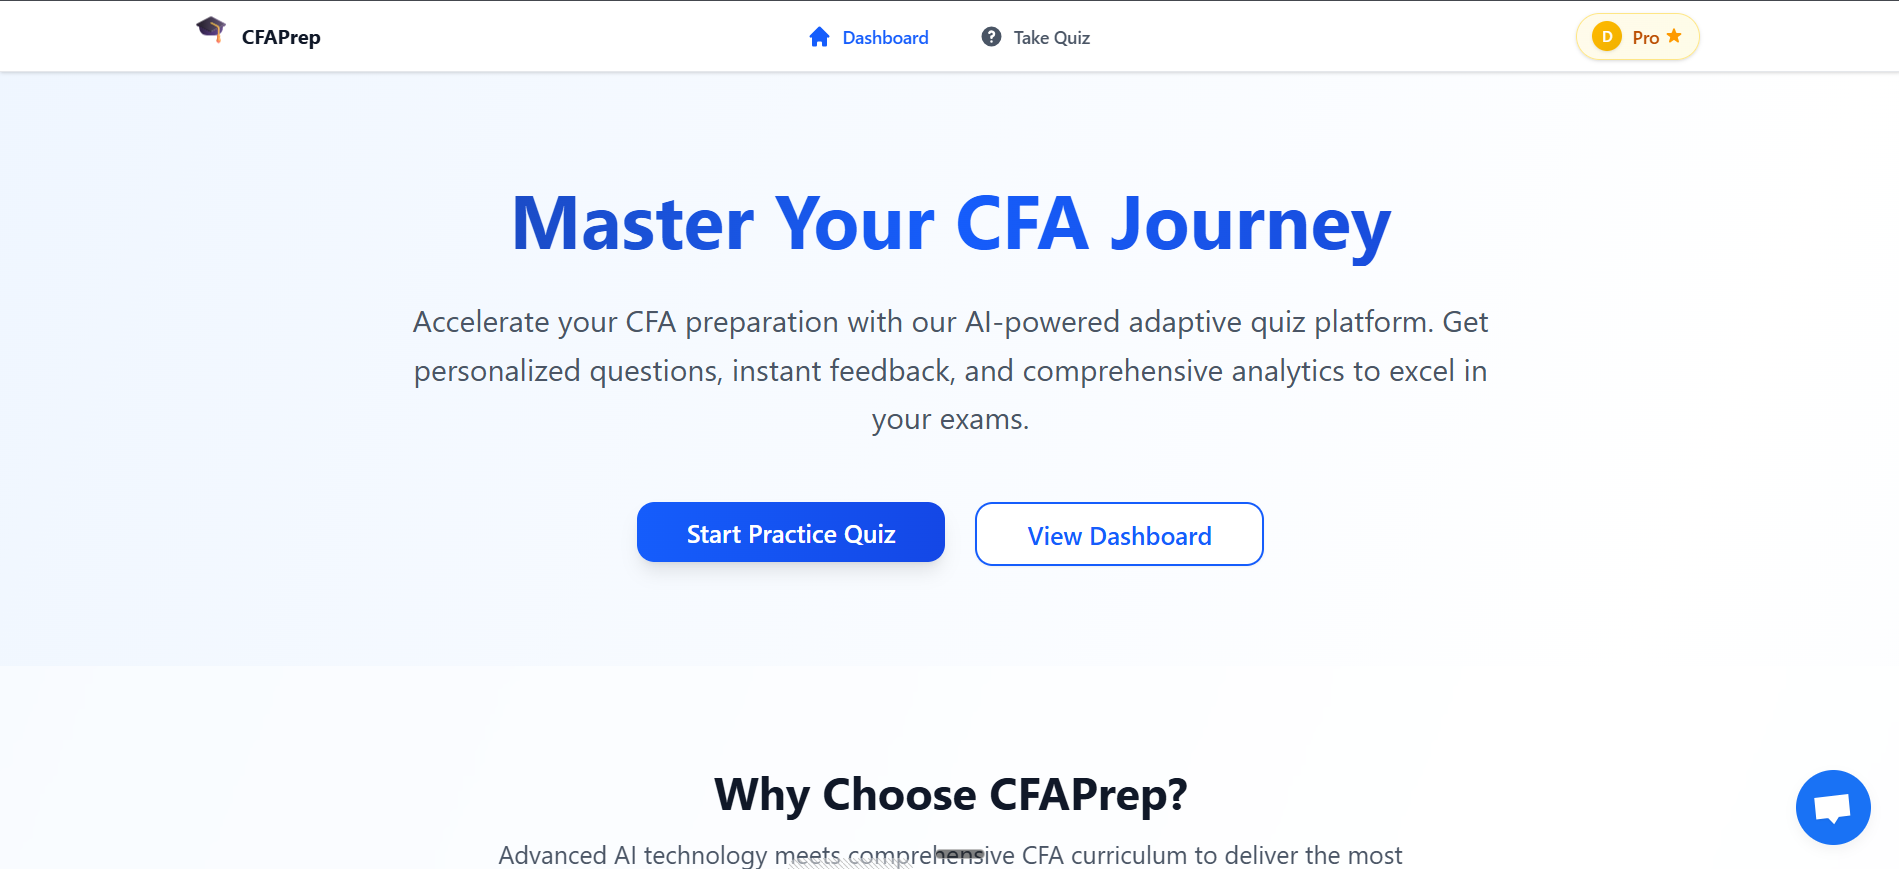 CFAPrep
Dashboard
Take Quiz
D
Pro
Master Your CFA Journey
Accelerate your CFA preparation with our AI-powered adaptive quiz platform. Get
personalized questions, instant feedback, and comprehensive analytics to excel in
your exams.
Start Practice Quiz
View Dashboard
Why Choose CFAPrep?
Advanced AI technology meets comprehensive CFA curriculum to deliver the most